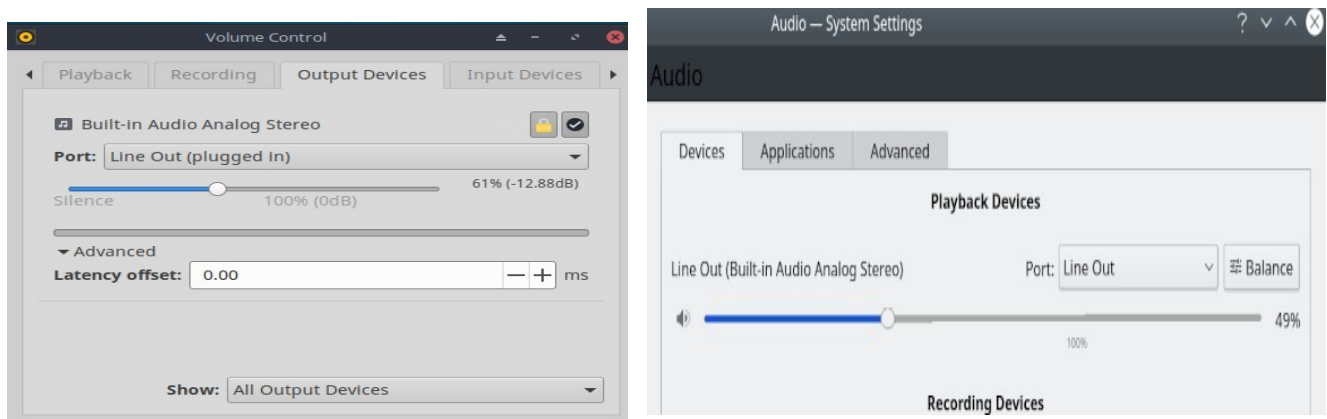 Volume Control
Playback Recording Output Devices Input Devices
Built-in Audio Analog Stereo
Port: Line Out (plugged in)
61% (-12.88dB)
Silence 100% (0dB)
Advanced
Latency offset: 0.00 ms
Show: All Output Devices
Audio — System Settings
Audio
Devices Applications Advanced
Playback Devices
Line Out (Built-in Audio Analog Stereo) Port: Line Out Balance
49%
100%
Recording Devices